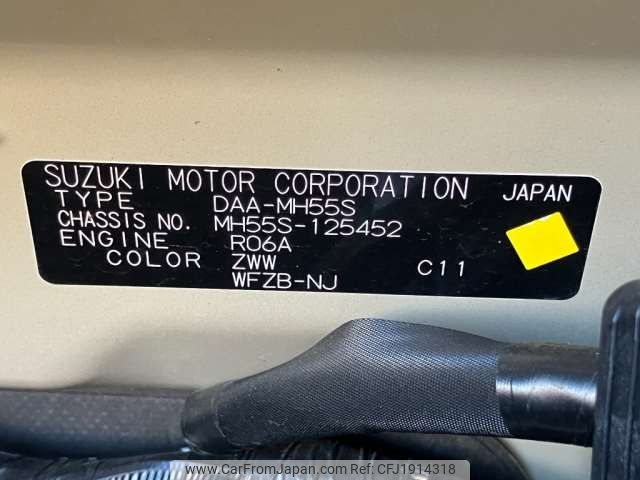 SUZUKI MOTOR CORPORATION JAPAN
TYPE DAA-MH55S
CHASSIS NO. MH55S-125452
ENGINE R06A
COLOR ZWW C11
WFZB-NJ
© CarFromJapan.com Ref No: CFJ1914318